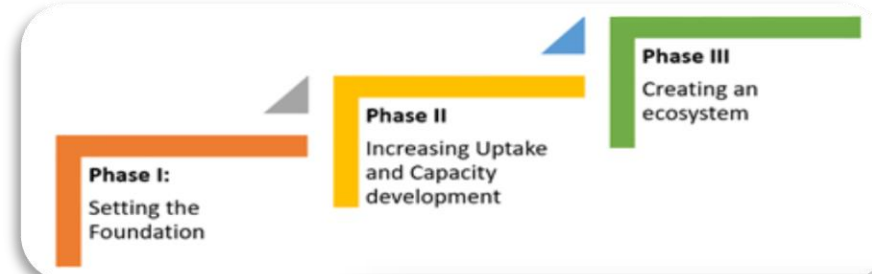 Phase I:
Setting the
Foundation
Phase II
Increasing Uptake
and Capacity
development
Phase III
Creating an
ecosystem